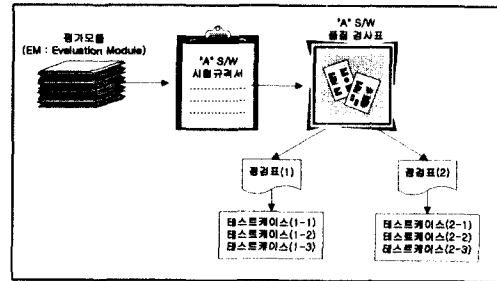 평가모듈
(EM : Evaluation Module)
"A" S/W
시험규격서
"A" S/W
품질 검사표
품검표(1)
품검표(2)
테스트케이스(1-1)
테스트케이스(1-2)
테스트케이스(1-3)
테스트케이스(2-1)
테스트케이스(2-2)
테스트케이스(2-3)